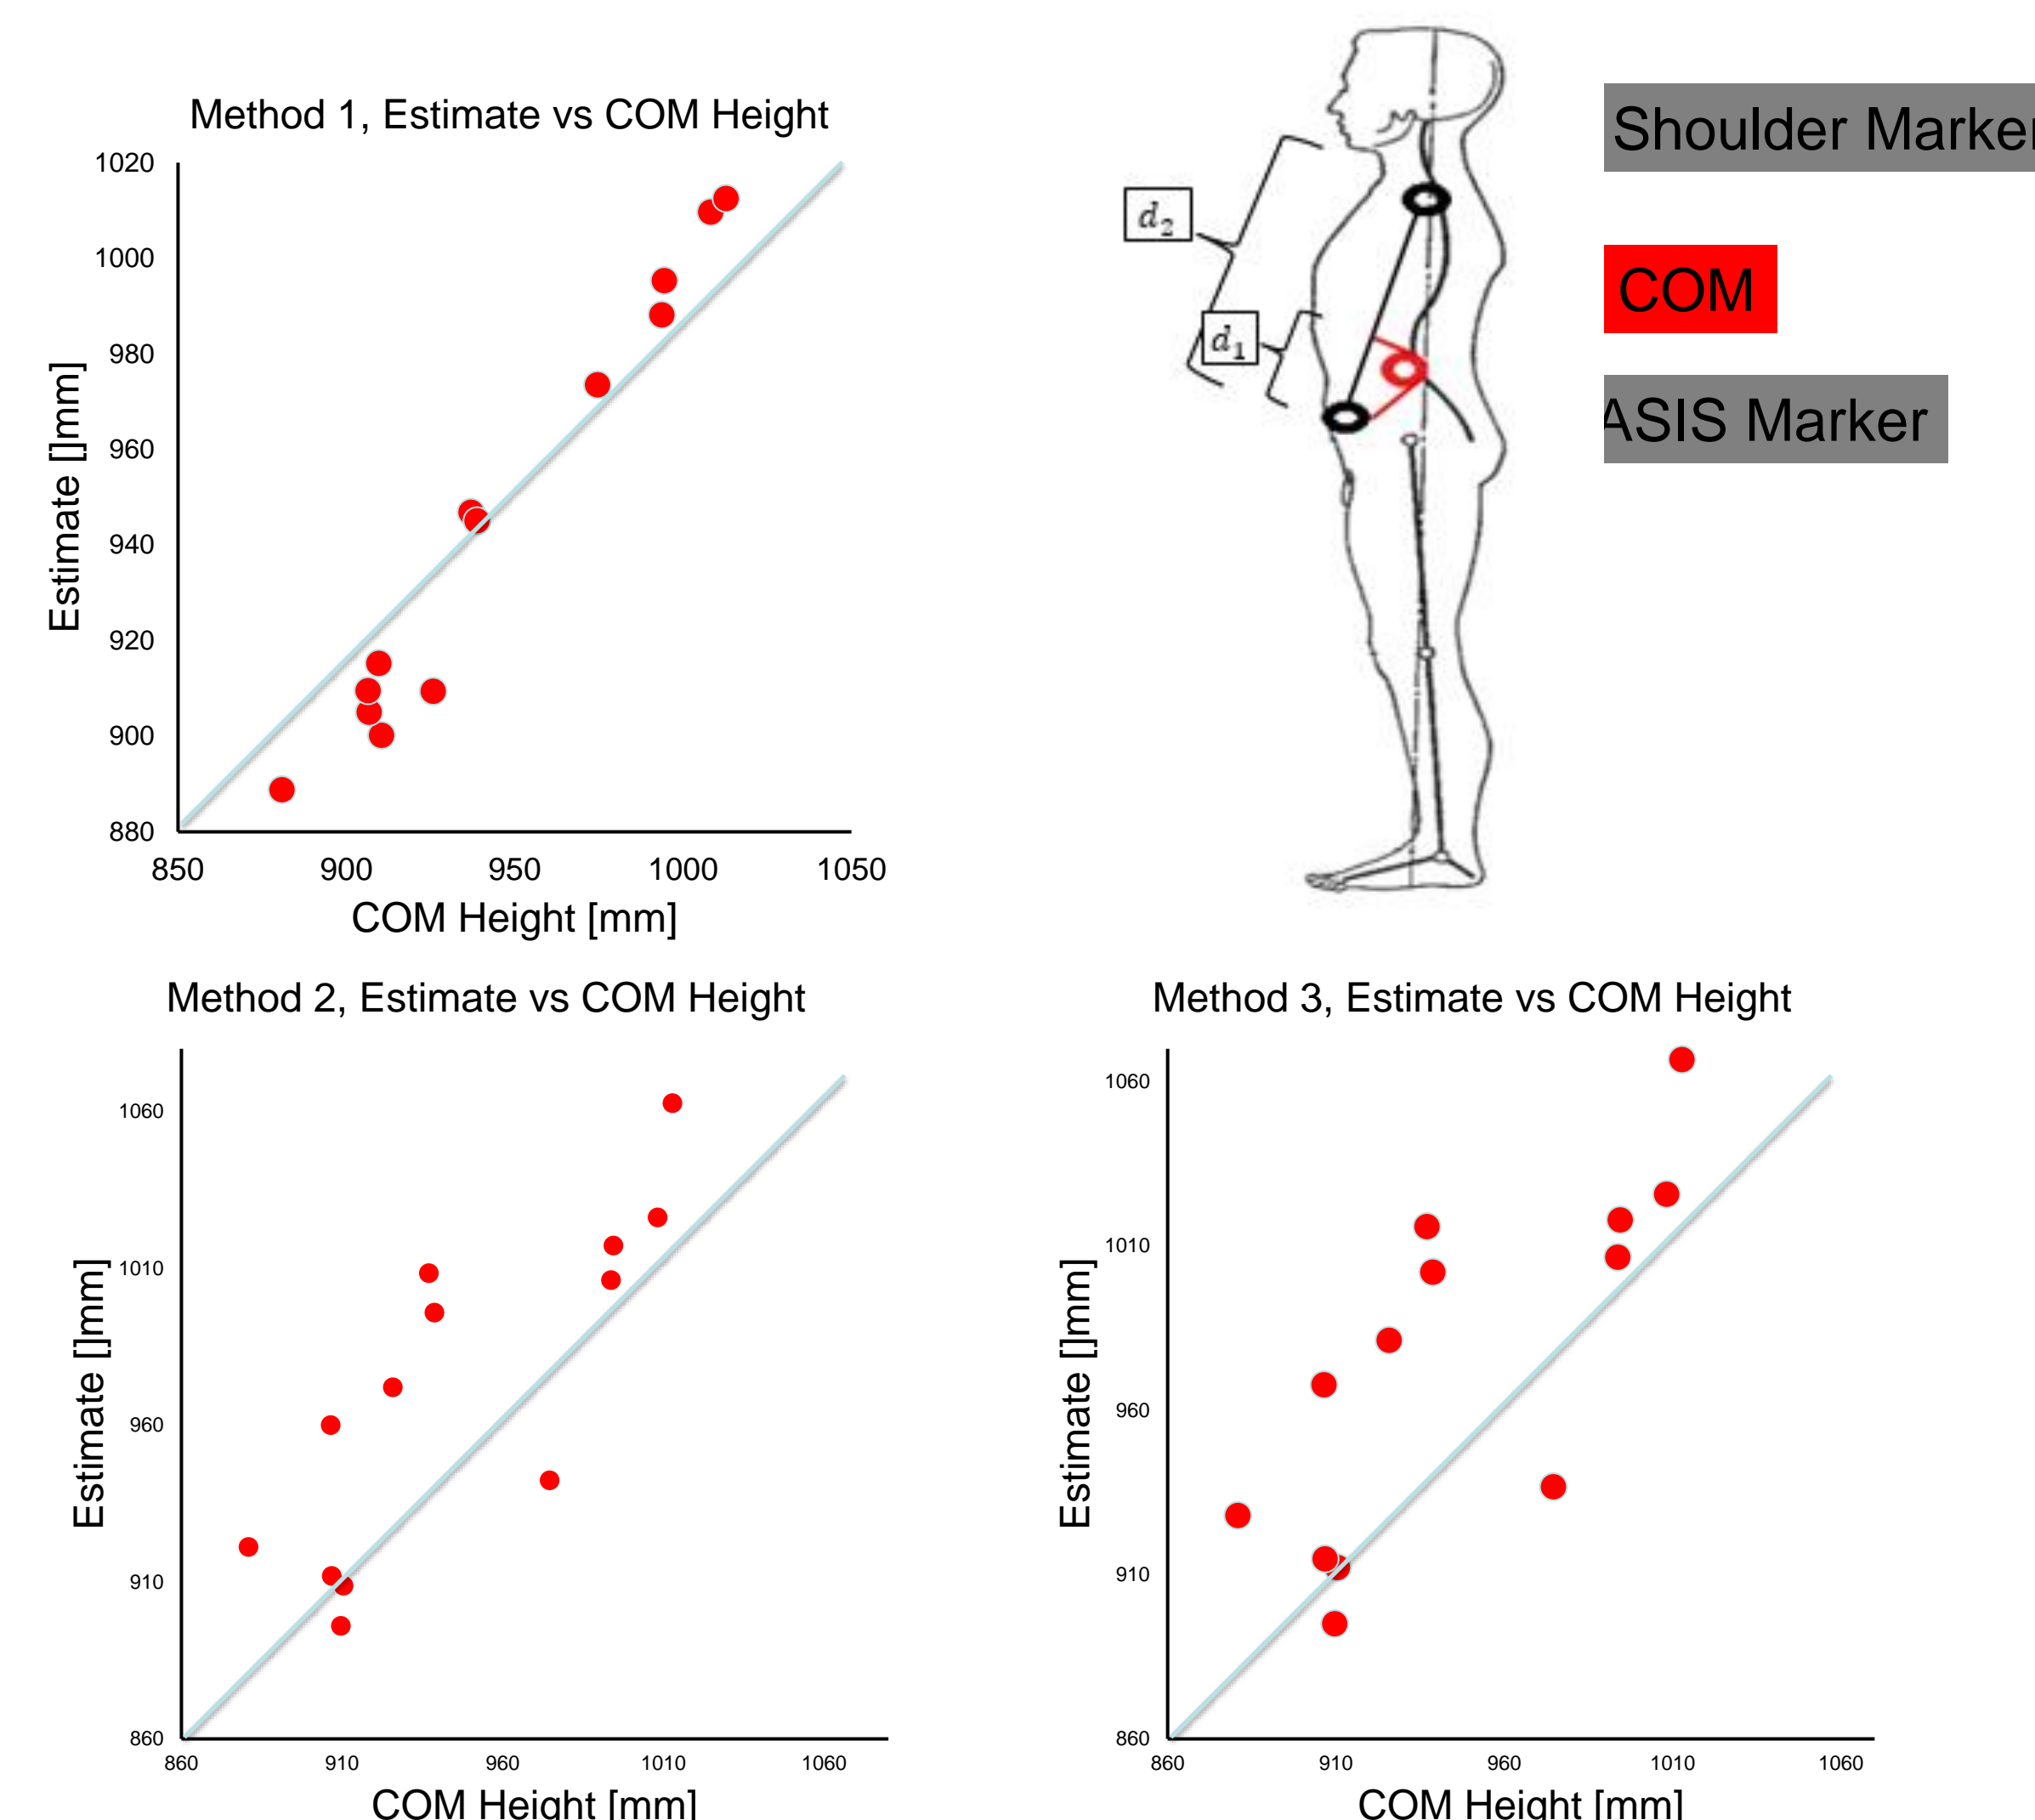 Method 1, Estimate vs COM Height
1020
1000
980
960
940
920
900
880
Estimate []mm]
850 900 950 1000 1050
COM Height [mm]
d₂
d₁
Shoulder Marker
COM
ASIS Marker
Method 2, Estimate vs COM Height
1060
1010
960
910
860
Estimate []mm]
860 910 960 1010 1060
COM Height [mm]
Method 3, Estimate vs COM Height
1060
1010
960
910
860
Estimate []mm]
860 910 960 1010 1060
COM Height [mm]